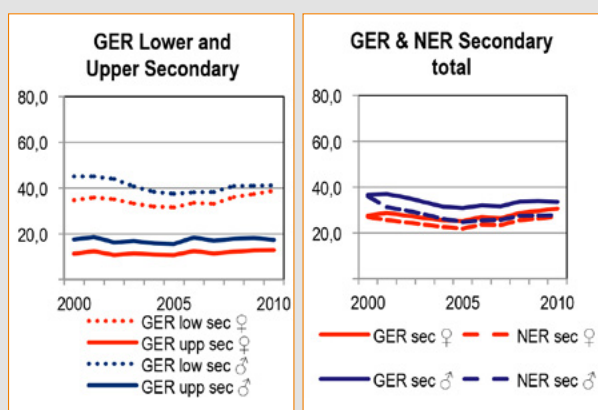 GER Lower and
Upper Secondary
80,0
60,0
40,0
20,0
2000 2005 2010
GER low sec ♀
GER upp sec ♀
GER low sec ♂
GER upp sec ♂
GER & NER Secondary
total
80,0
60,0
40,0
20,0
2000 2005 2010
GER sec ♀ NER sec ♀
GER sec ♂ NER sec ♂